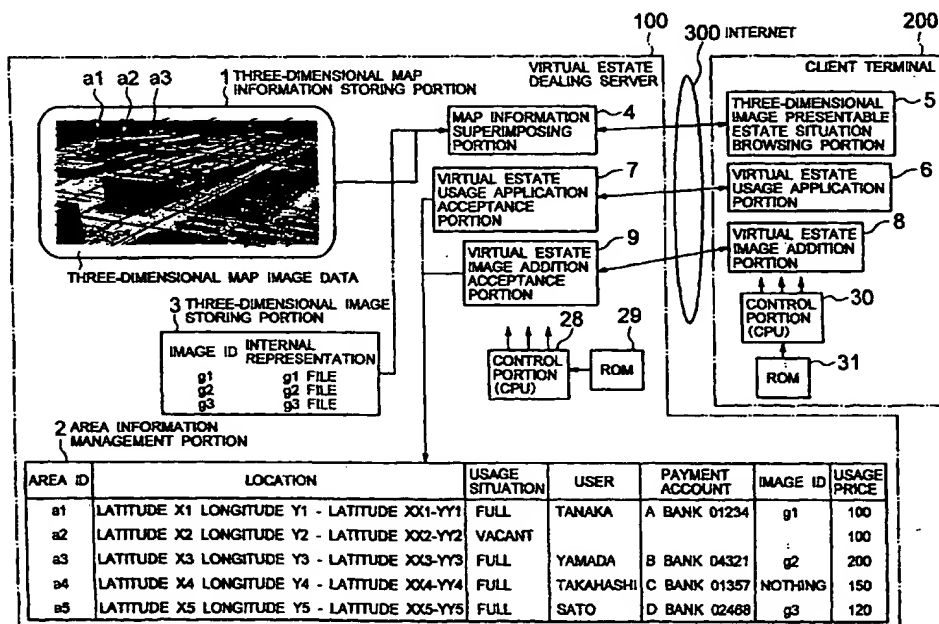 100
300 INTERNET
200
VIRTUAL ESTATE
DEALING SERVER
CLIENT TERMINAL
a1 a2 a3
1 THREE-DIMENSIONAL MAP
INFORMATION STORING PORTION
THREE-DIMENSIONAL MAP IMAGE DATA
4
MAP INFORMATION
SUPERIMPOSING
PORTION
5
THREE-DIMENSIONAL
IMAGE PRESENTABLE
ESTATE SITUATION
BROWSING PORTION
7
VIRTUAL ESTATE
USAGE APPLICATION
ACCEPTANCE
PORTION
6
VIRTUAL ESTATE
USAGE APPLICATION
PORTION
9
VIRTUAL ESTATE
IMAGE ADDITION
ACCEPTANCE
PORTION
8
VIRTUAL ESTATE
IMAGE ADDITION
PORTION
3 THREE-DIMENSIONAL IMAGE
STORING PORTION
IMAGE ID INTERNAL
REPRESENTATION
g1 g1 FILE
g2 g2 FILE
g3 g3 FILE
28
CONTROL
PORTION
(CPU)
29
ROM
30
CONTROL
PORTION
(CPU)
31
ROM
2 AREA INFORMATION
MANAGEMENT PORTION
AREA ID LOCATION USAGE SITUATION USER PAYMENT ACCOUNT IMAGE ID USAGE PRICE
a1 LATITUDE X1 LONGITUDE Y1 - LATITUDE XX1-YY1 FULL TANAKA A BANK 01234 g1 100
a2 LATITUDE X2 LONGITUDE Y2 - LATITUDE XX2-YY2 VACANT 100
a3 LATITUDE X3 LONGITUDE Y3 - LATITUDE XX3-YY3 FULL YAMADA B BANK 04321 g2 200
a4 LATITUDE X4 LONGITUDE Y4 - LATITUDE XX4-YY4 FULL TAKAHASHI C BANK 01357 NOTHING 150
a5 LATITUDE X5 LONGITUDE Y5 - LATITUDE XX5-YY5 FULL SATO D BANK 02468 g3 120